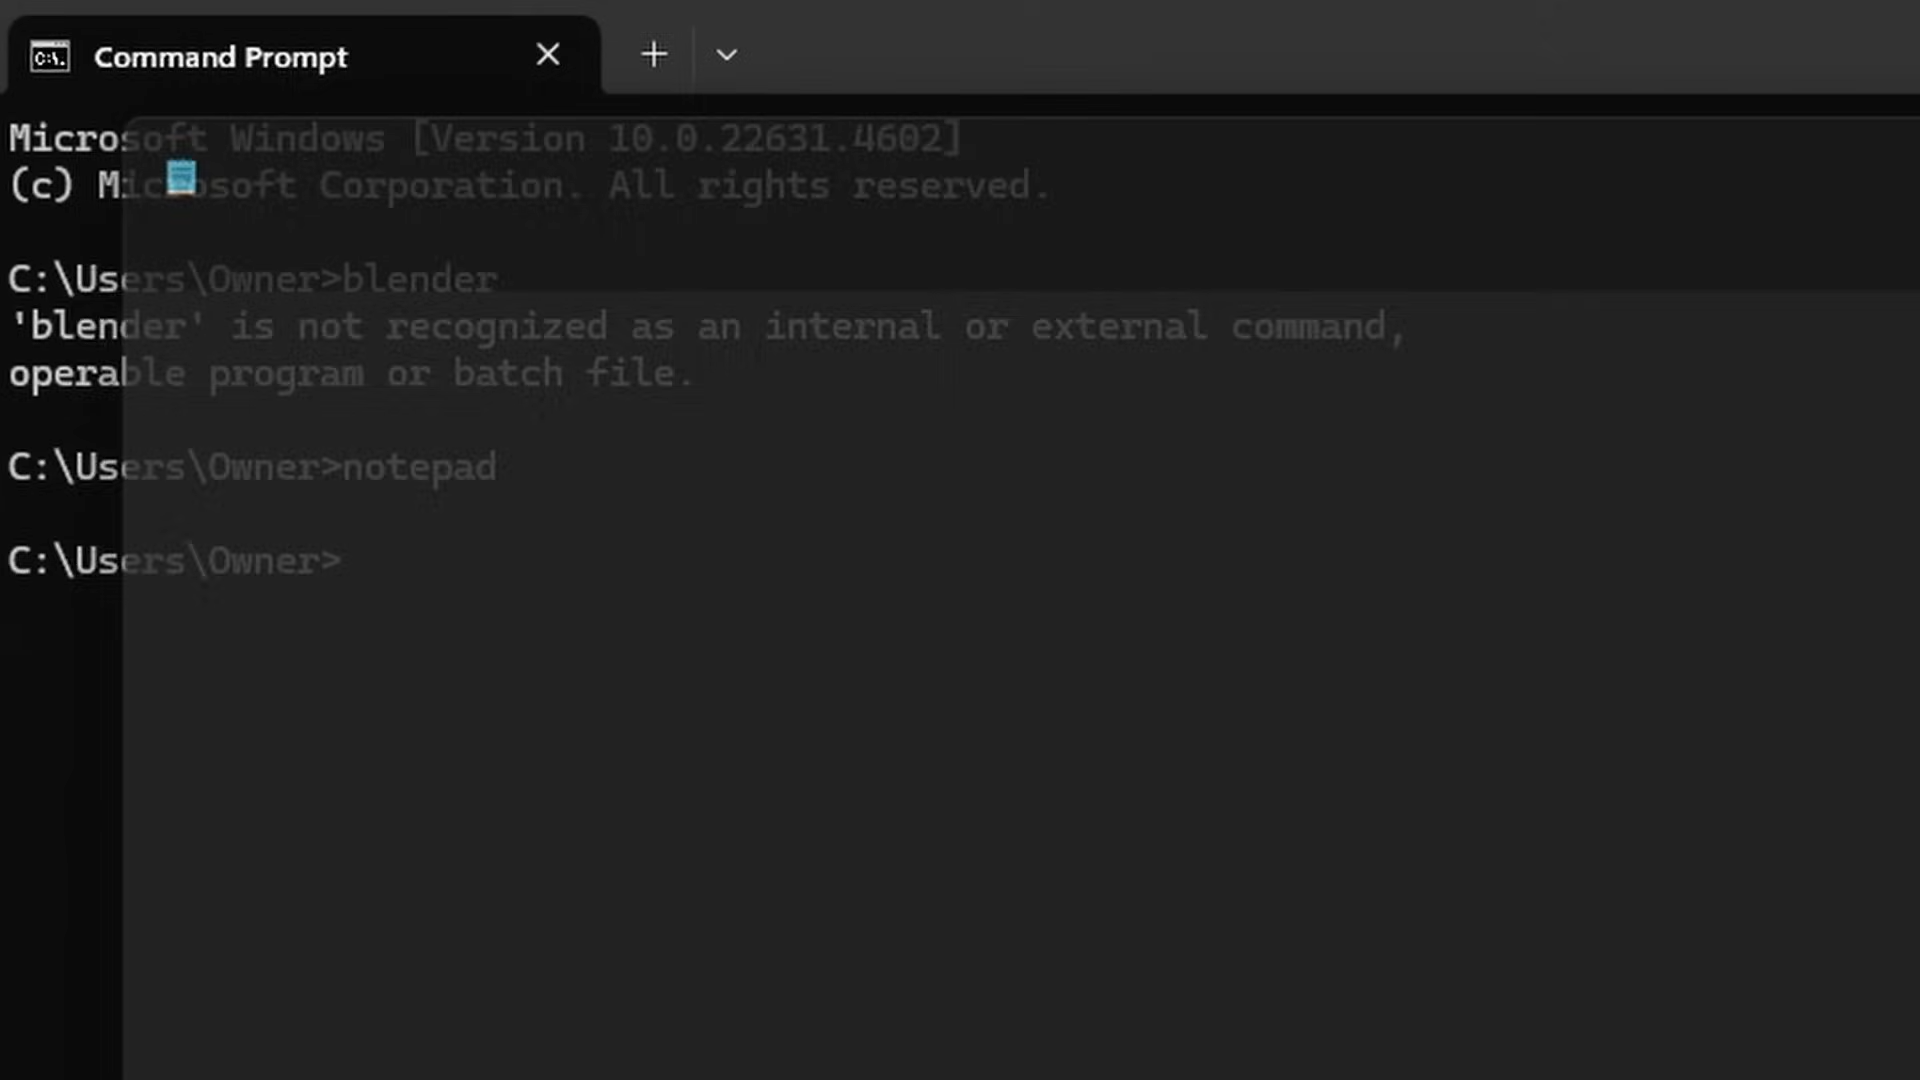 Command Prompt
Microsoft Windows [Version 10.0.22631.4602]
(c) Microsoft Corporation. All rights reserved.
C:\Users\Owner>blender
'blender' is not recognized as an internal or external command,
operable program or batch file.
C:\Users\Owner>notepad
C:\Users\Owner>